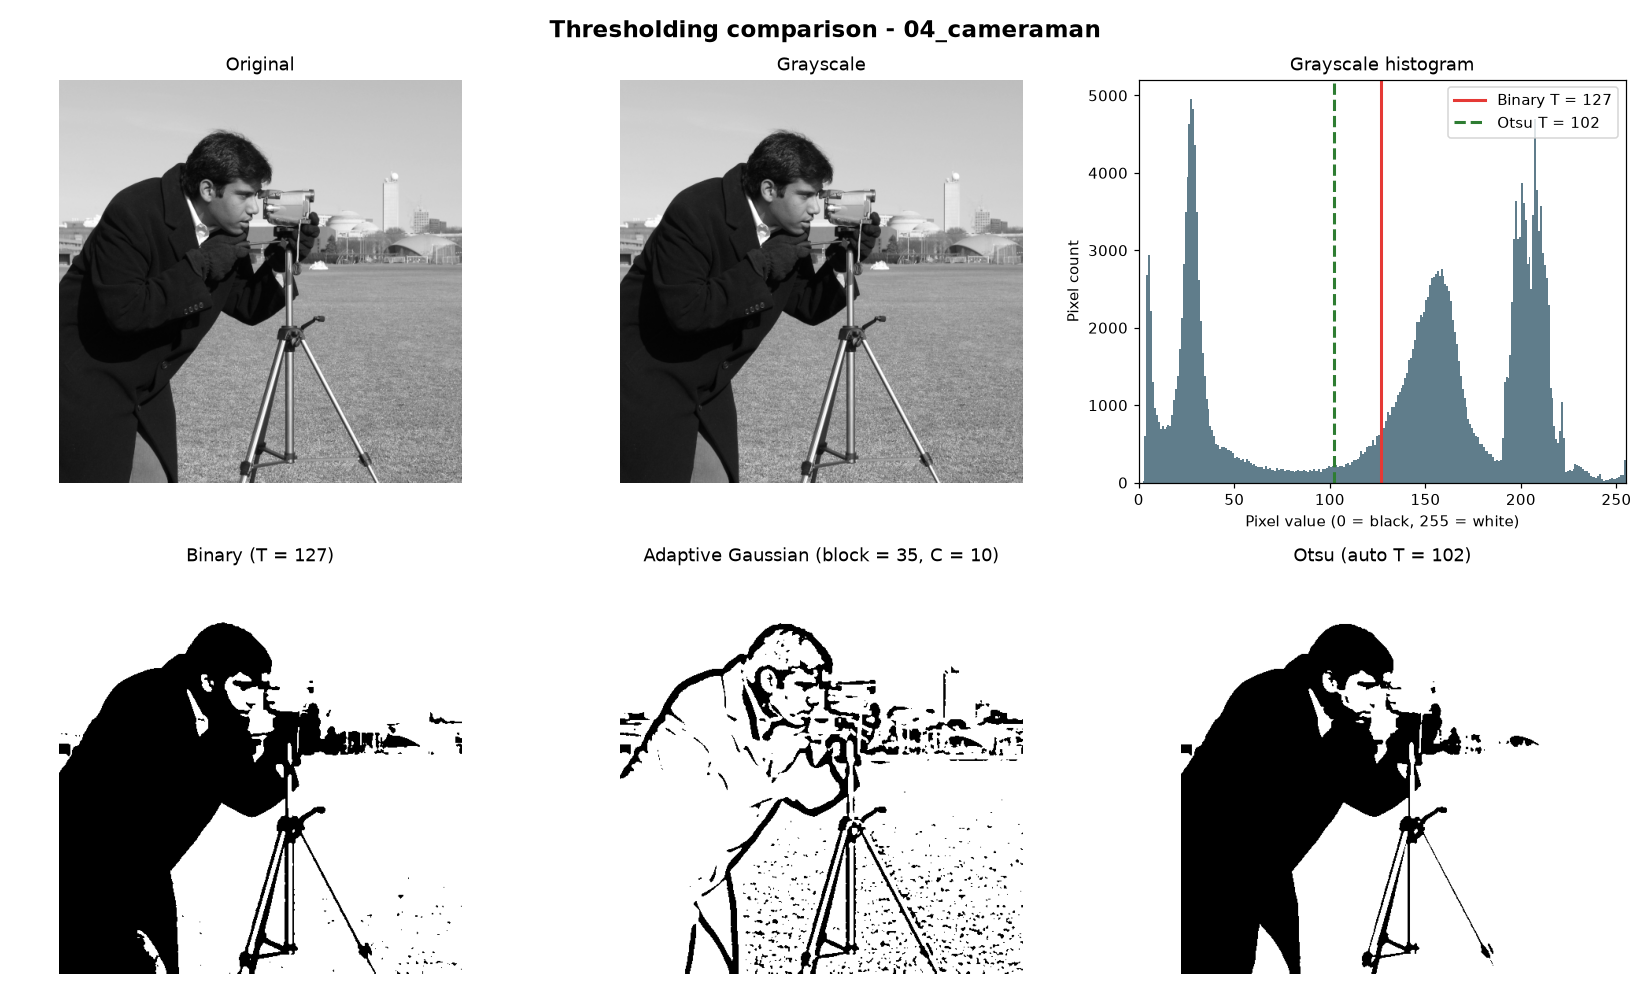 Thresholding comparison - 04_cameraman
Original
Grayscale
Grayscale histogram
Binary T = 127
Otsu T = 102
5000
4000
3000
2000
1000
0
Pixel count
0 50 100 150 200 250
Pixel value (0 = black, 255 = white)
Binary (T = 127)
Adaptive Gaussian (block = 35, C = 10)
Otsu (auto T = 102)